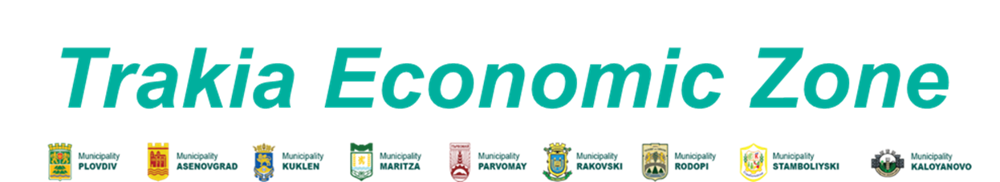 Trakia Economic Zone
Municipality PLOVDIV
Municipality ASENOVGRAD
Municipality KUKLEN
Municipality MARITZA
Municipality PARVOMAY
Municipality RAKOVSKI
Municipality RODOPI
Municipality STAMBOLIYSKI
Municipality KALOYANOVO